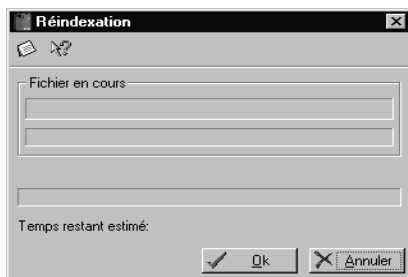 Réindexation
Fichier en cours
Temps restant estimé:
Ok
Annuler